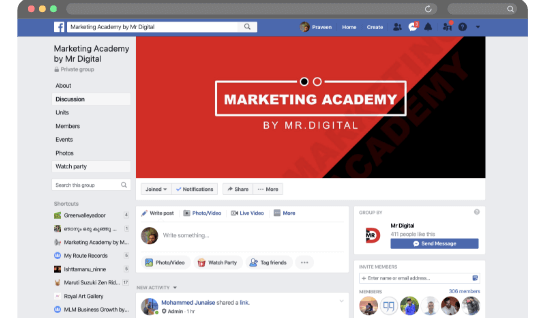 Marketing Academy by Mr Digital
Praveen
Home
Create
Marketing Academy
by Mr Digital
Private group
About
Discussion
Units
Members
Events
Photos
Watch party
Search this group
Shortcuts
Greenvalleyadoor
Marketing Academy by M...
My Route Records
Ishttamanu_ninne
Maruti Suzuki Zen Rid...
Royal Art Gallery
MLM Business Growth by...
MARKETING ACADEMY
BY MR.DIGITAL
MARKETING
ACADEMY
Joined
Notifications
Share
More
Write post
Photo/Video
Live Video
More
Write something...
Photo/Video
Watch Party
Tag friends
NEW ACTIVITY
Mohammed Junaise shared a link.
Admin · 1 hr
GROUP BY
Mr Digital
411 people like this
Send Message
INVITE MEMBERS
+ Enter name or email address...
MEMBERS
306 members